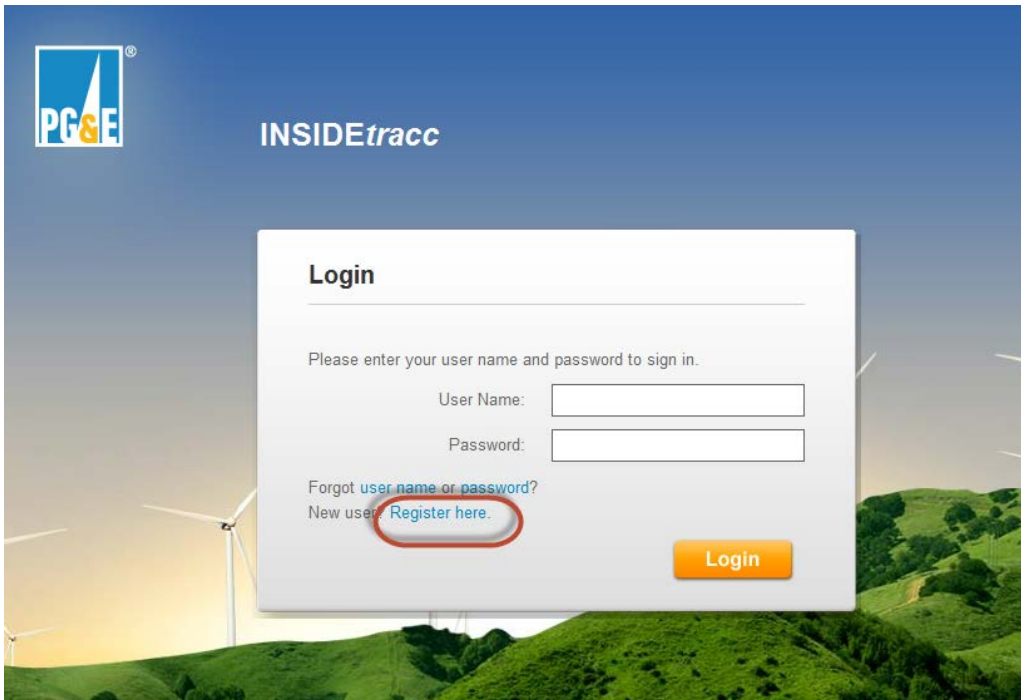 PG&E®
INSIDEtracc
Login
Please enter your user name and password to sign in.
User Name:
Password:
Forgot user name or password?
New user? Register here.
Login